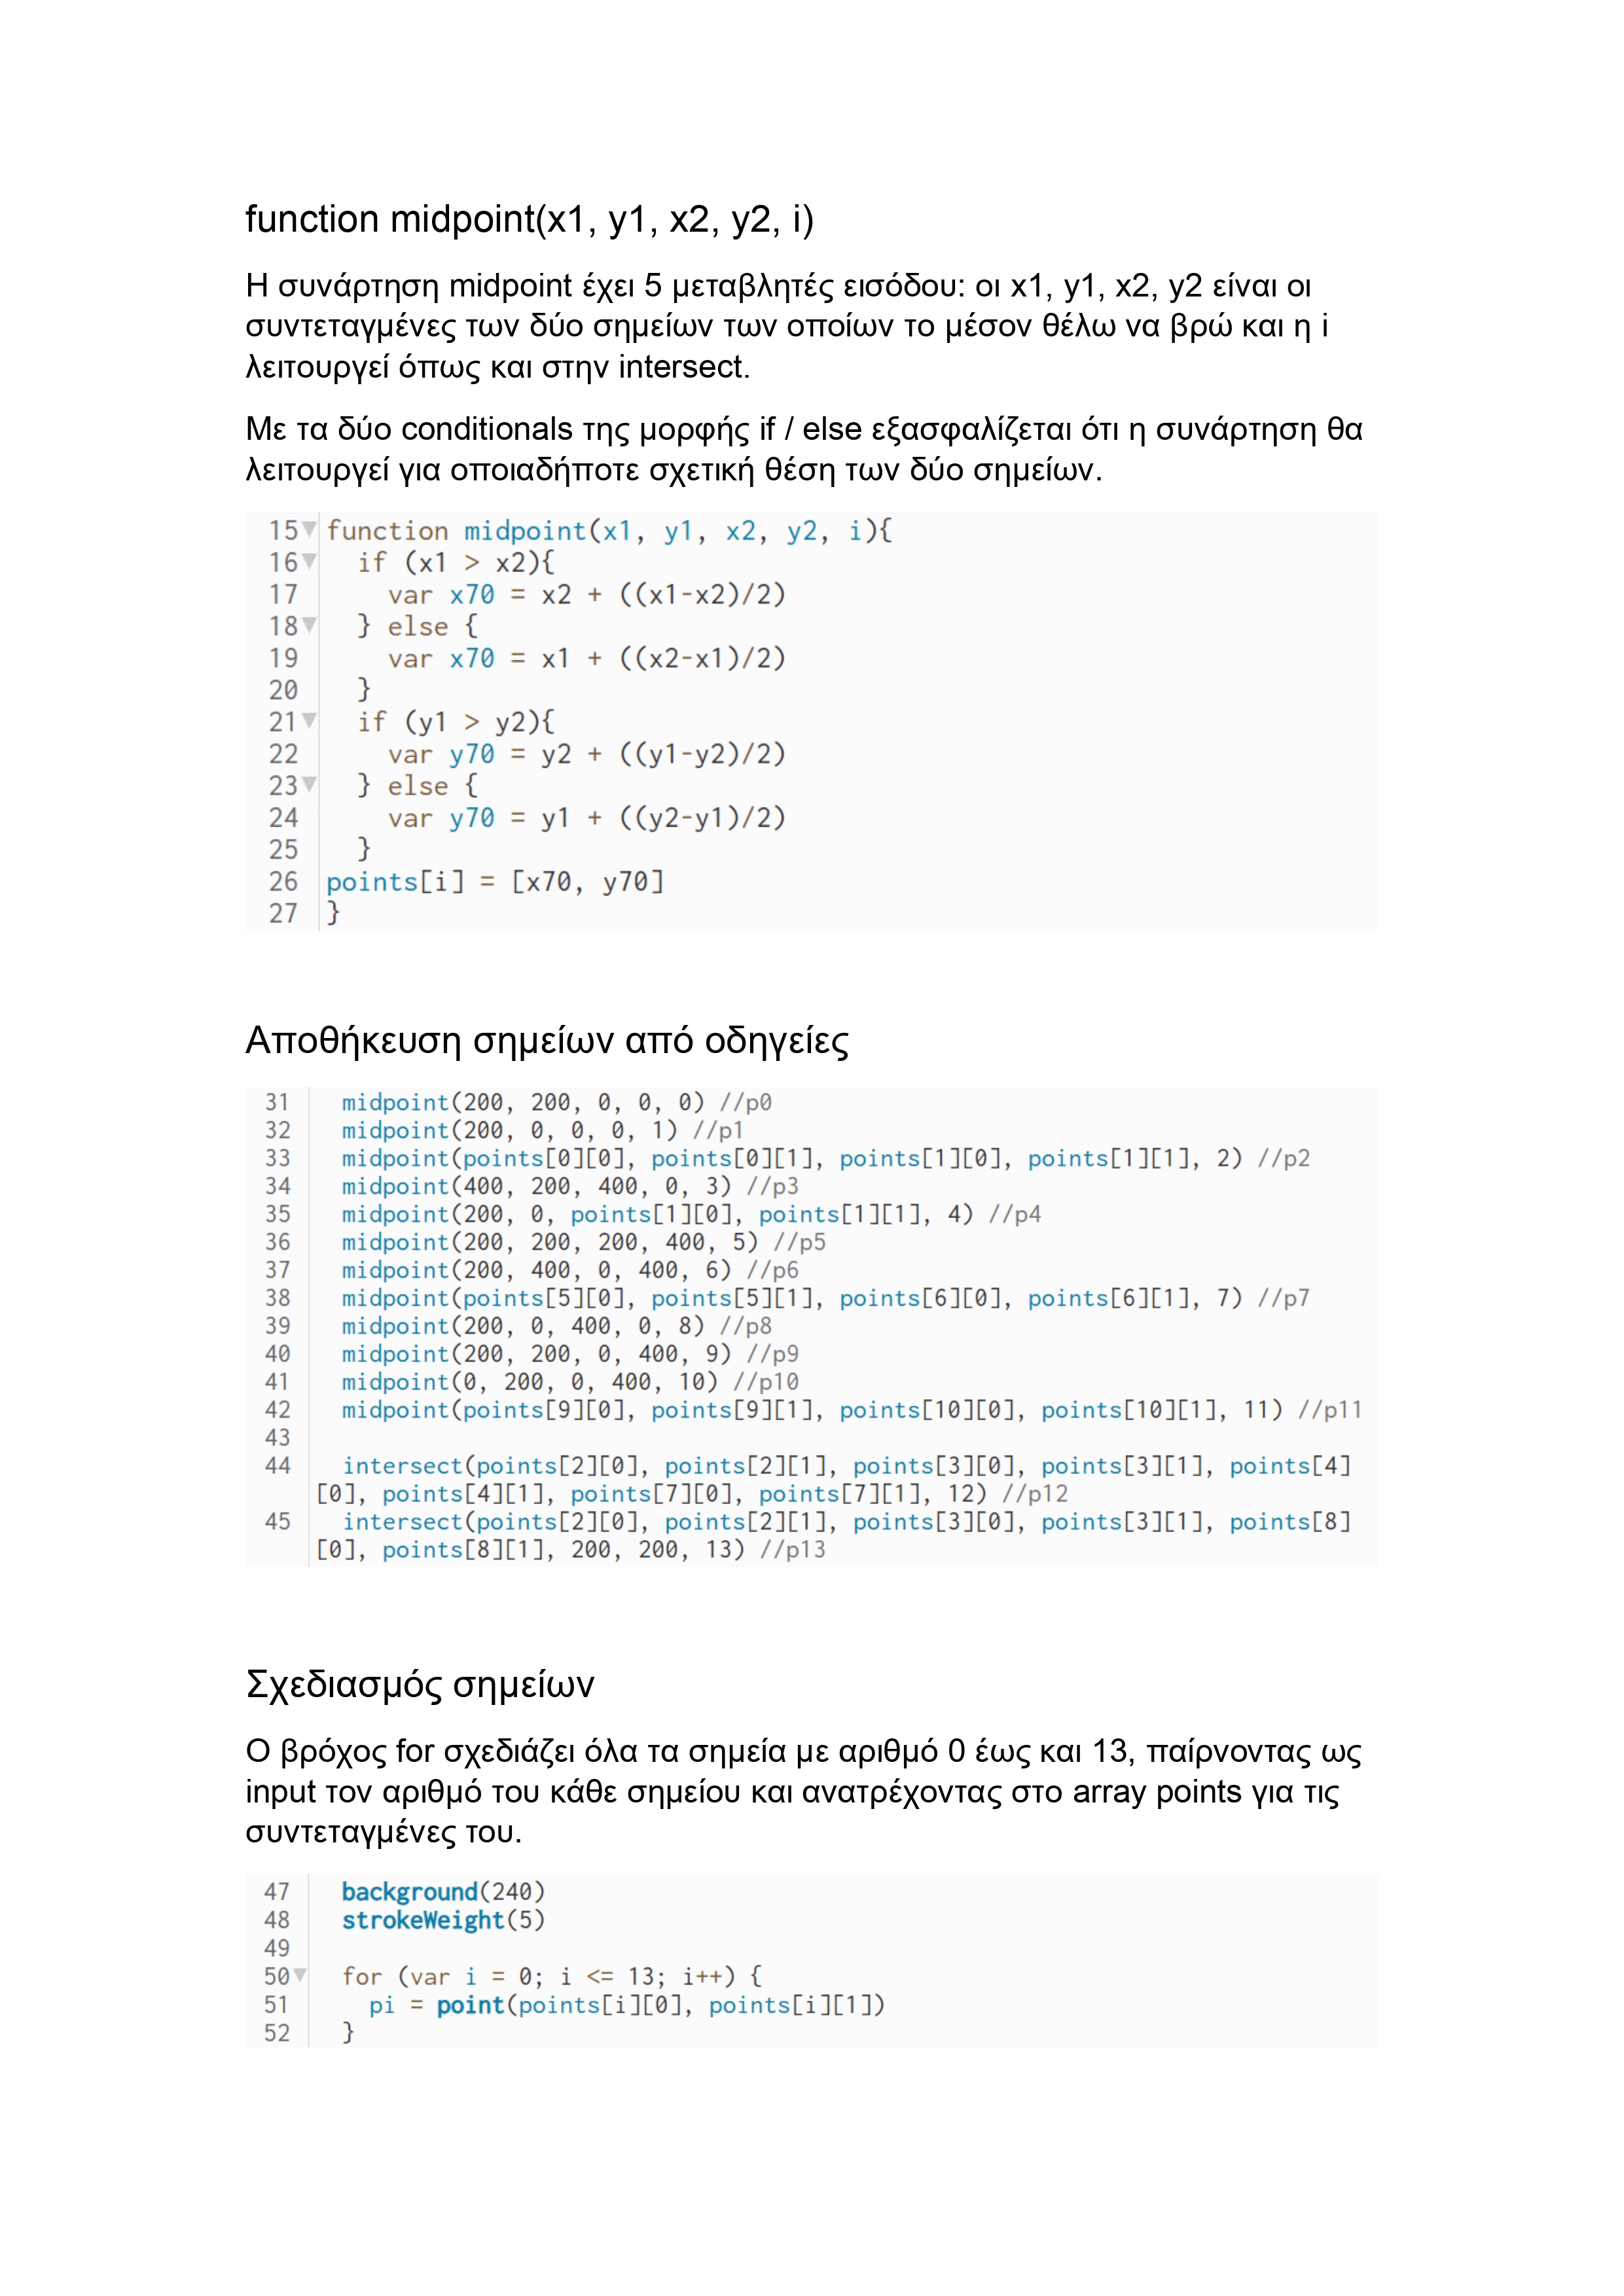 function midpoint(x1, y1, x2, y2, i)
Η συνάρτηση midpoint έχει 5 μεταβλητές εισόδου: οι x1, y1, x2, y2 είναι οι
συντεταγμένες των δύο σημείων των οποίων το μέσον θέλω να βρώ και η i
λειτουργεί όπως και στην intersect.
Με τα δύο conditionals της μορφής if / else εξασφαλίζεται ότι η συνάρτηση θα
λειτουργεί για οποιαδήποτε σχετική θέση των δύο σημείων.
15 function midpoint(x1, y1, x2, y2, i){
16   if (x1 > x2){
17     var x70 = x2 + ((x1-x2)/2)
18   } else {
19     var x70 = x1 + ((x2-x1)/2)
20   }
21   if (y1 > y2){
22     var y70 = y2 + ((y1-y2)/2)
23   } else {
24     var y70 = y1 + ((y2-y1)/2)
25   }
26 points[i] = [x70, y70]
27 }
Αποθήκευση σημείων από οδηγείες
31   midpoint(200, 200, 0, 0, 0) //p0
32   midpoint(200, 0, 0, 0, 1) //p1
33   midpoint(points[0][0], points[0][1], points[1][0], points[1][1], 2) //p2
34   midpoint(400, 200, 400, 0, 3) //p3
35   midpoint(200, 0, points[1][0], points[1][1], 4) //p4
36   midpoint(200, 200, 200, 400, 5) //p5
37   midpoint(200, 400, 0, 400, 6) //p6
38   midpoint(points[5][0], points[5][1], points[6][0], points[6][1], 7) //p7
39   midpoint(200, 0, 400, 0, 8) //p8
40   midpoint(200, 200, 0, 400, 9) //p9
41   midpoint(0, 200, 0, 400, 10) //p10
42   midpoint(points[9][0], points[9][1], points[10][0], points[10][1], 11) //p11
43
44   intersect(points[2][0], points[2][1], points[3][0], points[3][1], points[4]
[0], points[4][1], points[7][0], points[7][1], 12) //p12
45   intersect(points[2][0], points[2][1], points[3][0], points[3][1], points[8]
[0], points[8][1], 200, 200, 13) //p13
Σχεδιασμός σημείων
Ο βρόχος for σχεδιάζει όλα τα σημεία με αριθμό 0 έως και 13, παίρνοντας ως
input τον αριθμό του κάθε σημείου και ανατρέχοντας στο array points για τις
συντεταγμένες του.
47   background(240)
48   strokeWeight(5)
49
50   for (var i = 0; i <= 13; i++) {
51     pi = point(points[i][0], points[i][1])
52   }